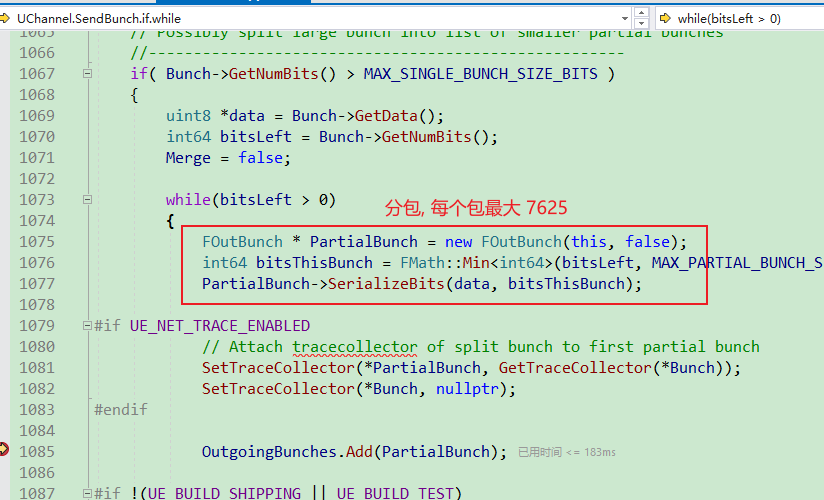 UChannel.SendBunch.if.while
while(bitsLeft > 0)
1065 // Possibly split large bunch into list of smaller partial bunches
1066 //-----------------------------------------------------
1067 if( Bunch->GetNumBits() > MAX_SINGLE_BUNCH_SIZE_BITS )
1068 {
1069 uint8 *data = Bunch->GetData();
1070 int64 bitsLeft = Bunch->GetNumBits();
1071 Merge = false;
1072
1073 while(bitsLeft > 0)
分包, 每个包最大 7625
1074 {
1075 FOutBunch * PartialBunch = new FOutBunch(this, false);
1076 int64 bitsThisBunch = FMath::Min<int64>(bitsLeft, MAX_PARTIAL_BUNCH_S
1077 PartialBunch->SerializeBits(data, bitsThisBunch);
1078
1079 #if UE_NET_TRACE_ENABLED
1080 // Attach tracecollector of split bunch to first partial bunch
1081 SetTraceCollector(*PartialBunch, GetTraceCollector(*Bunch));
1082 SetTraceCollector(*Bunch, nullptr);
1083 #endif
1084
1085 OutgoingBunches.Add(PartialBunch); 已用时间 <= 183ms
1086
1087 #if !(UE_BUILD_SHIPPING || UE_BUILD_TEST)